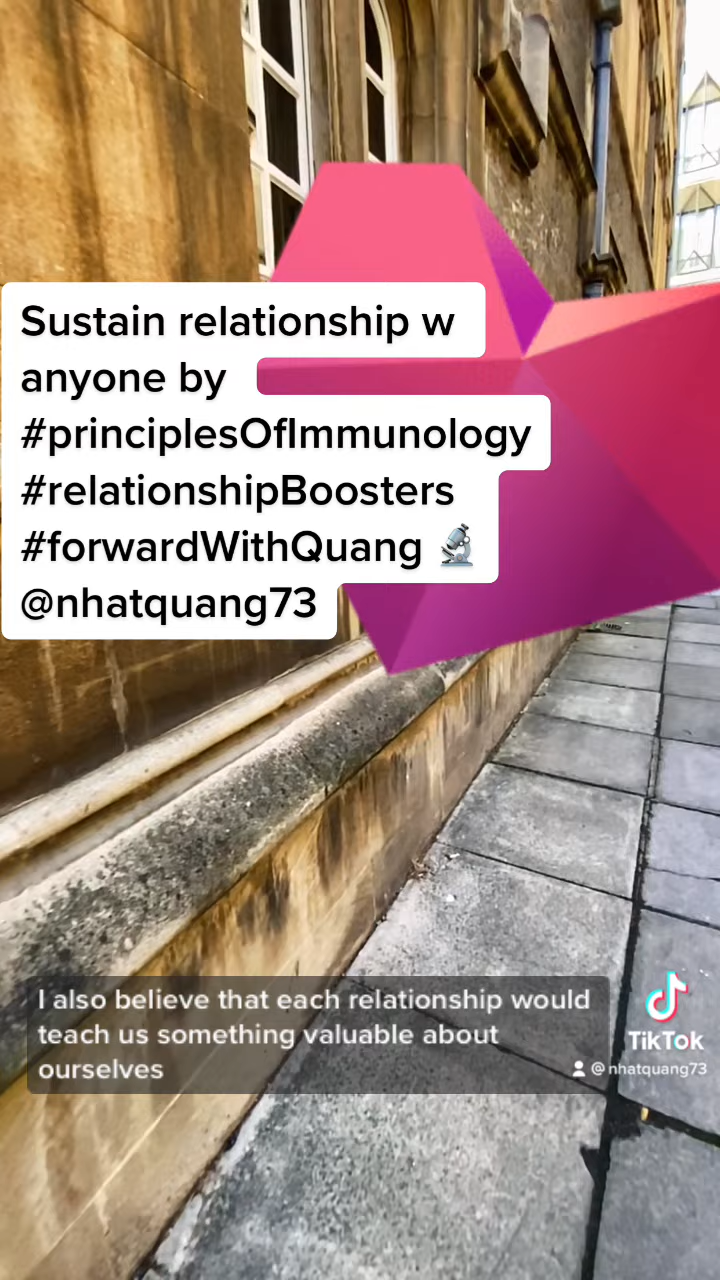 Sustain relationship w
anyone by
#principlesOfImmunology
#relationshipBoosters
#forwardWithQuang 🔬
@nhatquang73
I also believe that each relationship would
teach us something valuable about
ourselves
TikTok
@nhatquang73